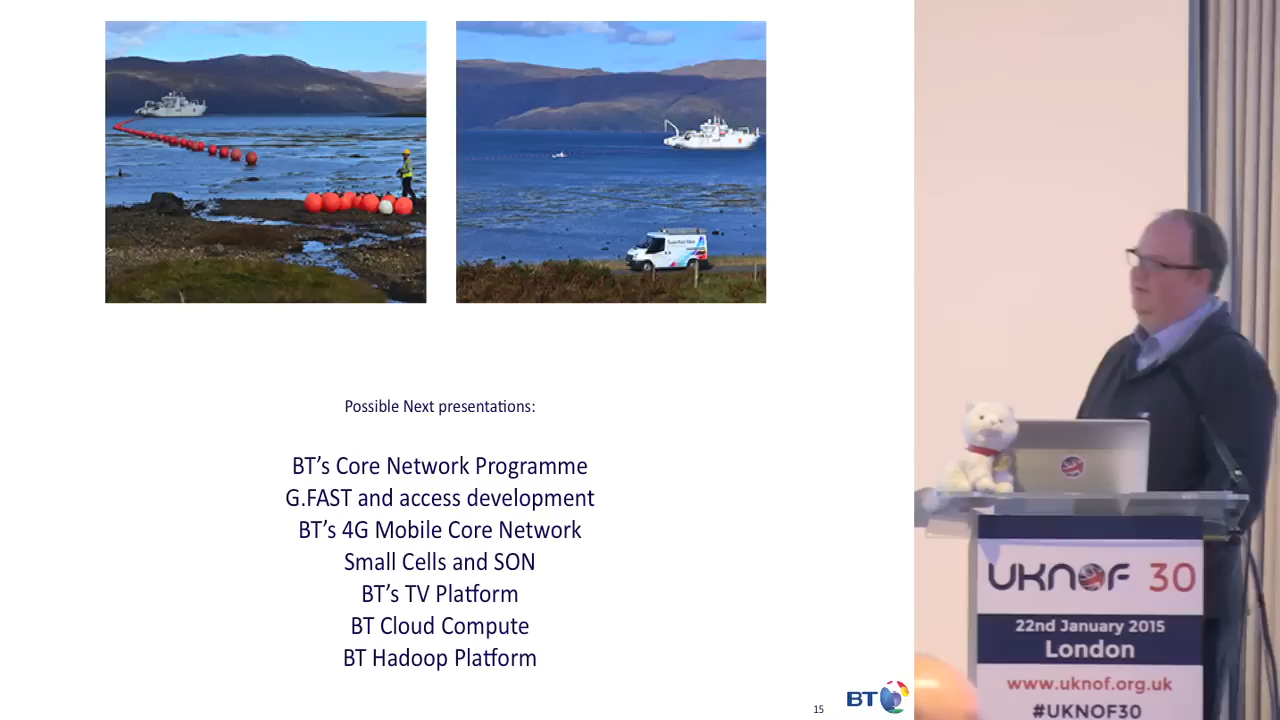 Possible Next presentations:
BT's Core Network Programme
G.FAST and access development
BT's 4G Mobile Core Network
Small Cells and SON
BT's TV Platform
BT Cloud Compute
BT Hadoop Platform
15
BT
UKNOF 30
22nd January 2015
London
www.uknof.org.uk
#UKNOF30